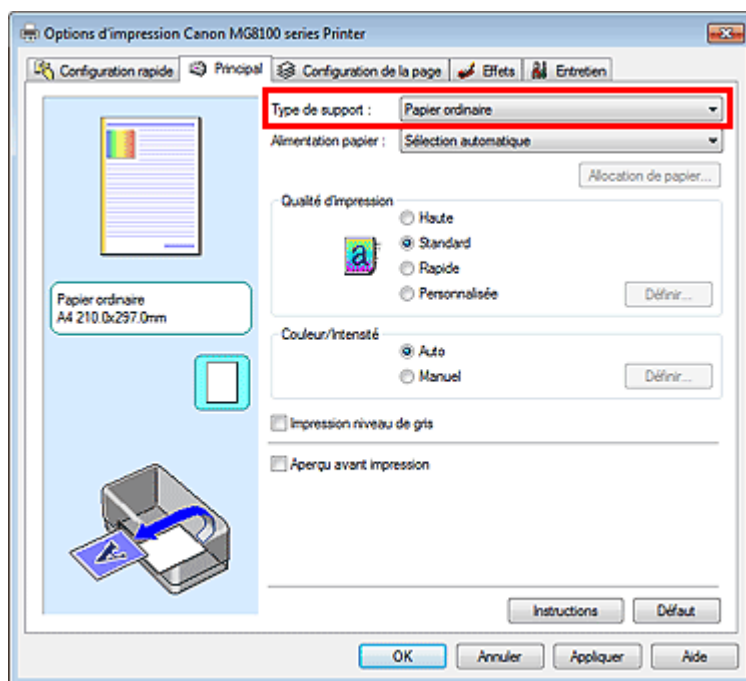 Options d'impression Canon MG8100 series Printer
Configuration rapide Principal Configuration de la page Effets Entretien
Type de support : Papier ordinaire
Alimentation papier : Sélection automatique
Allocation de papier...
Qualité d'impression
Haute
Standard
Rapide
Personnalisée Définir...
Papier ordinaire
A4 210.0x297.0mm
Couleur/Intensité
Auto
Manuel Définir...
Impression niveau de gris
Aperçu avant impression
Instructions Défaut
OK Annuler Appliquer Aide